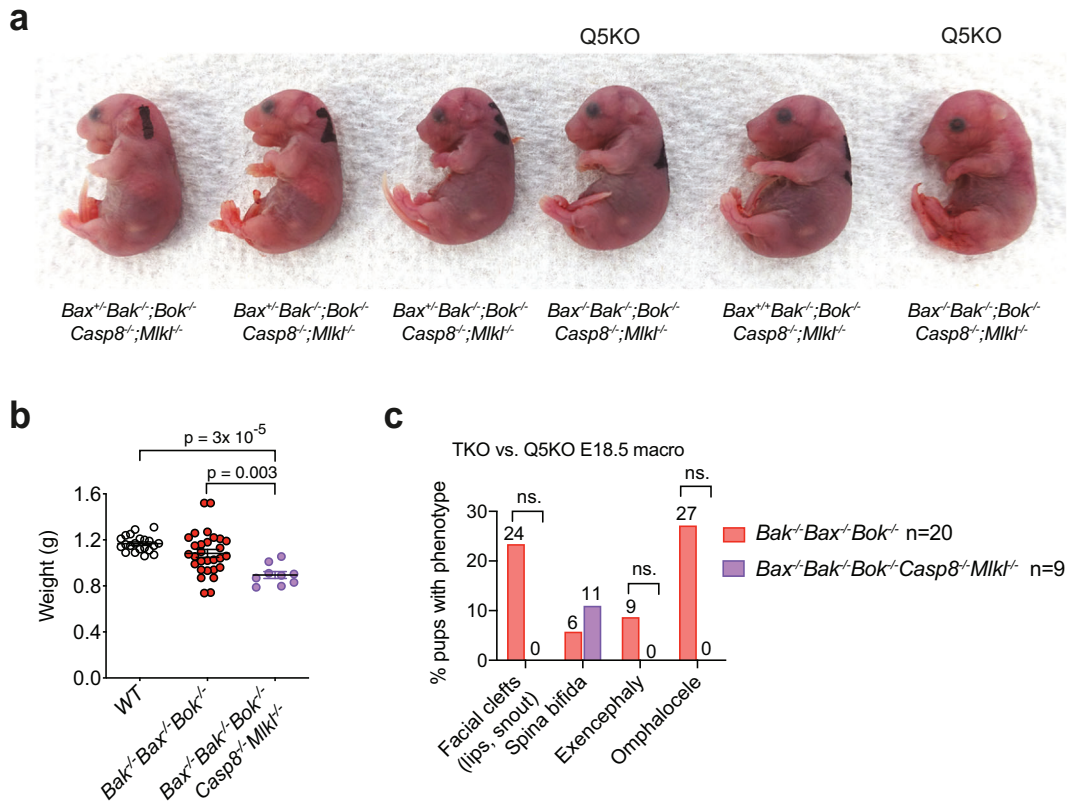 a
Q5KO
Q5KO
Bax+/-Bak-/-;Bok-/-
Casp8-/-;Mlkl-/-
Bax+/-Bak-/-;Bok-/-
Casp8-/-;Mlkl-/-
Bax+/-Bak-/-;Bok-/-
Casp8-/-;Mlkl-/-
Bax-/-Bak-/-;Bok-/-
Casp8-/-;Mlkl-/-
Bax+/+Bak-/-;Bok-/-
Casp8-/-;Mlkl-/-
Bax-/-Bak-/-;Bok-/-
Casp8-/-;Mlkl-/-
b
p = 3x 10-5
p = 0.003
Weight (g)
1.6
1.2
0.8
0.4
0.0
WT
Bak-/-Bax-/-Bok-/-
Bax-/-Bak-/-Bok-/-
Casp8-/-Mlkl-/-
c
TKO vs. Q5KO E18.5 macro
% pups with phenotype
30
20
10
0
ns.
24
0
6
11
ns.
9
0
ns.
27
0
Facial clefts
(lips, snout)
Spina bifida
Exencephaly
Omphalocele
Bak-/-Bax-/-Bok-/- n=20
Bax-/-Bak-/-Bok-/-Casp8-/-Mlkl-/- n=9